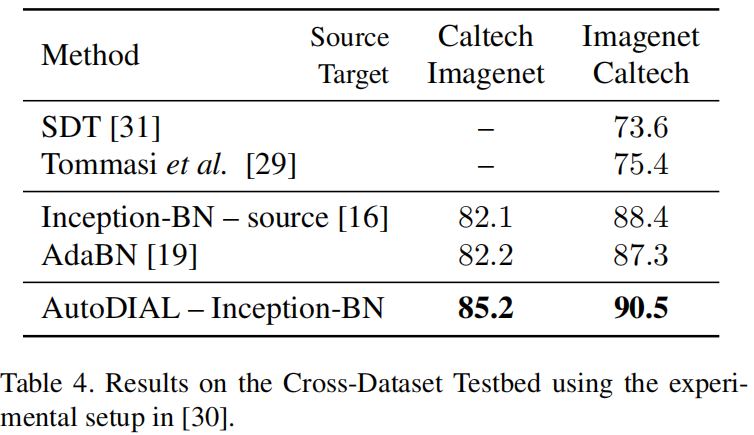 Method Source Target Caltech Imagenet Imagenet Caltech
SDT [31] – 73.6
Tommasi et al. [29] – 75.4
Inception-BN – source [16] 82.1 88.4
AdaBN [19] 82.2 87.3
AutoDIAL – Inception-BN 85.2 90.5
Table 4. Results on the Cross-Dataset Testbed using the experi-
mental setup in [30].